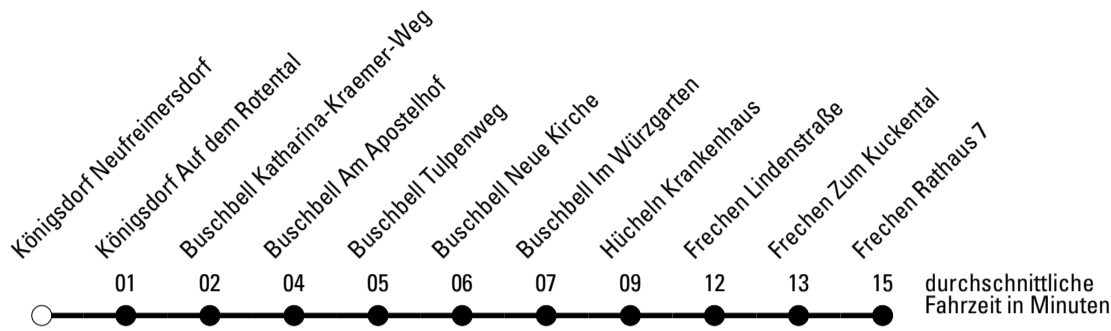 Königsdorf Neufreimersdorf
Königsdorf Auf dem Rotental
Buschbell Katharina-Kraemer-Weg
Buschbell Am Apostelhof
Buschbell Tulpenweg
Buschbell Neue Kirche
Buschbell Im Würzgarten
Hücheln Krankenhaus
Frechen Lindenstraße
Frechen Zum Kuckental
Frechen Rathaus 7
01 02 04 05 06 07 09 12 13 15
durchschnittliche
Fahrzeit in Minuten